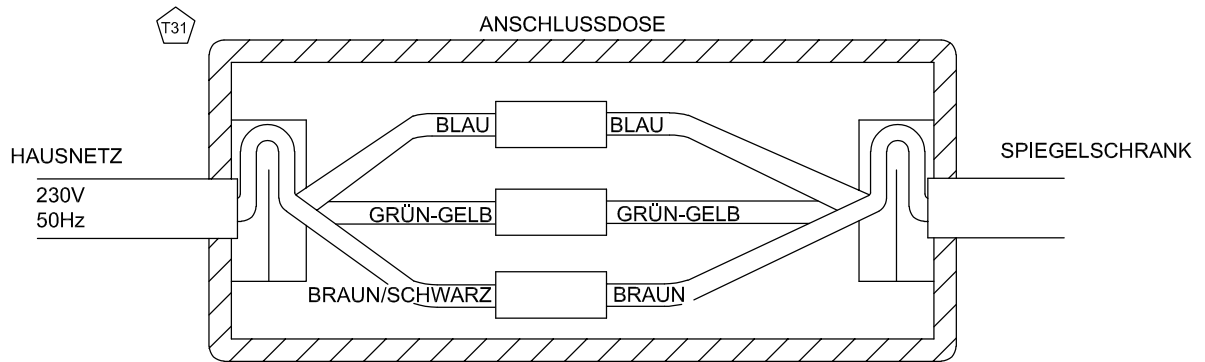 T31
ANSCHLUSSDOSE
BLAU
BLAU
HAUSNETZ
SPIEGELSCHRANK
230V
50Hz
GRÜN-GELB
GRÜN-GELB
BRAUN/SCHWARZ
BRAUN